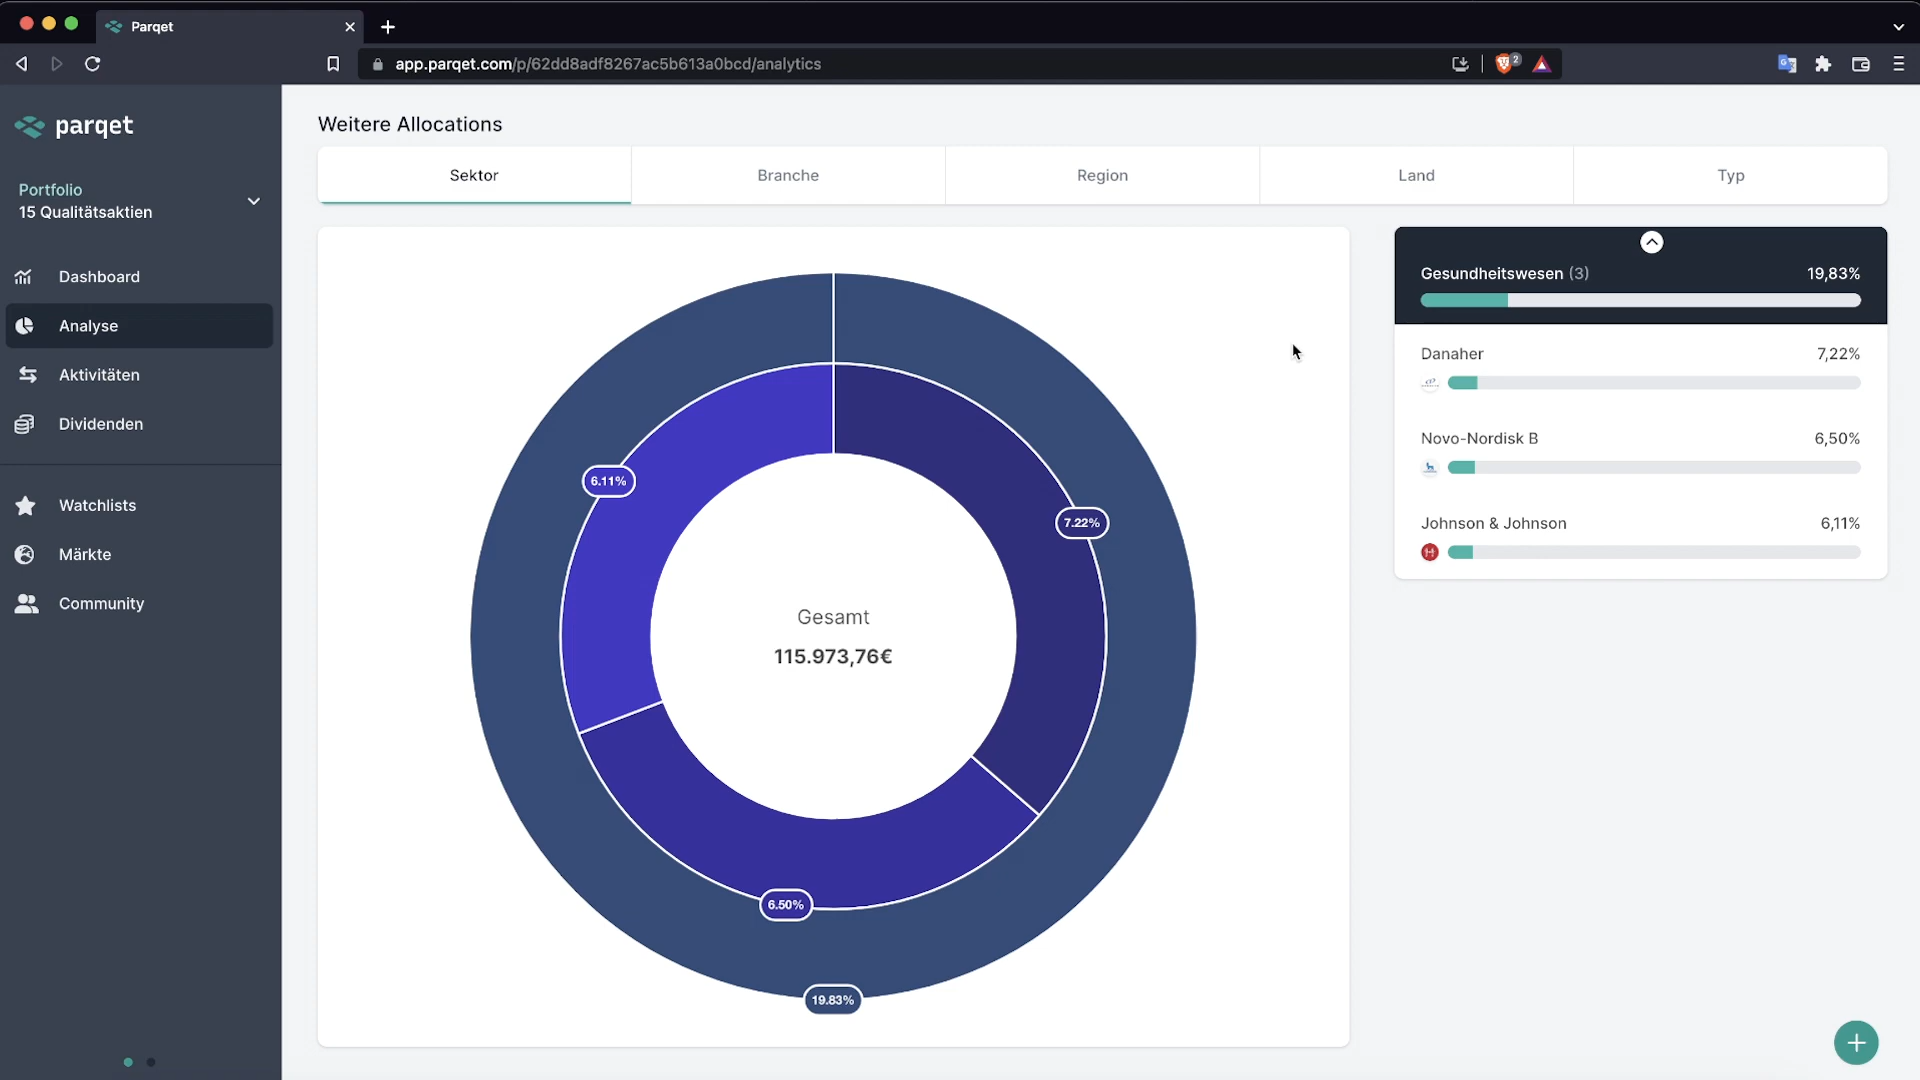 Parqet
app.parqet.com/p/62dd8adf8267ac5b613a0bcd/analytics
2
parqet
Portfolio
15 Qualitätsaktien
Dashboard
Analyse
Aktivitäten
Dividenden
Watchlists
Märkte
Community
Weitere Allocations
Sektor
Branche
Region
Land
Typ
6.11%
7.22%
Gesamt
115.973,76€
6.50%
19.83%
Gesundheitswesen (3) 19,83%
Danaher 7,22%
Novo-Nordisk B 6,50%
Johnson & Johnson 6,11%